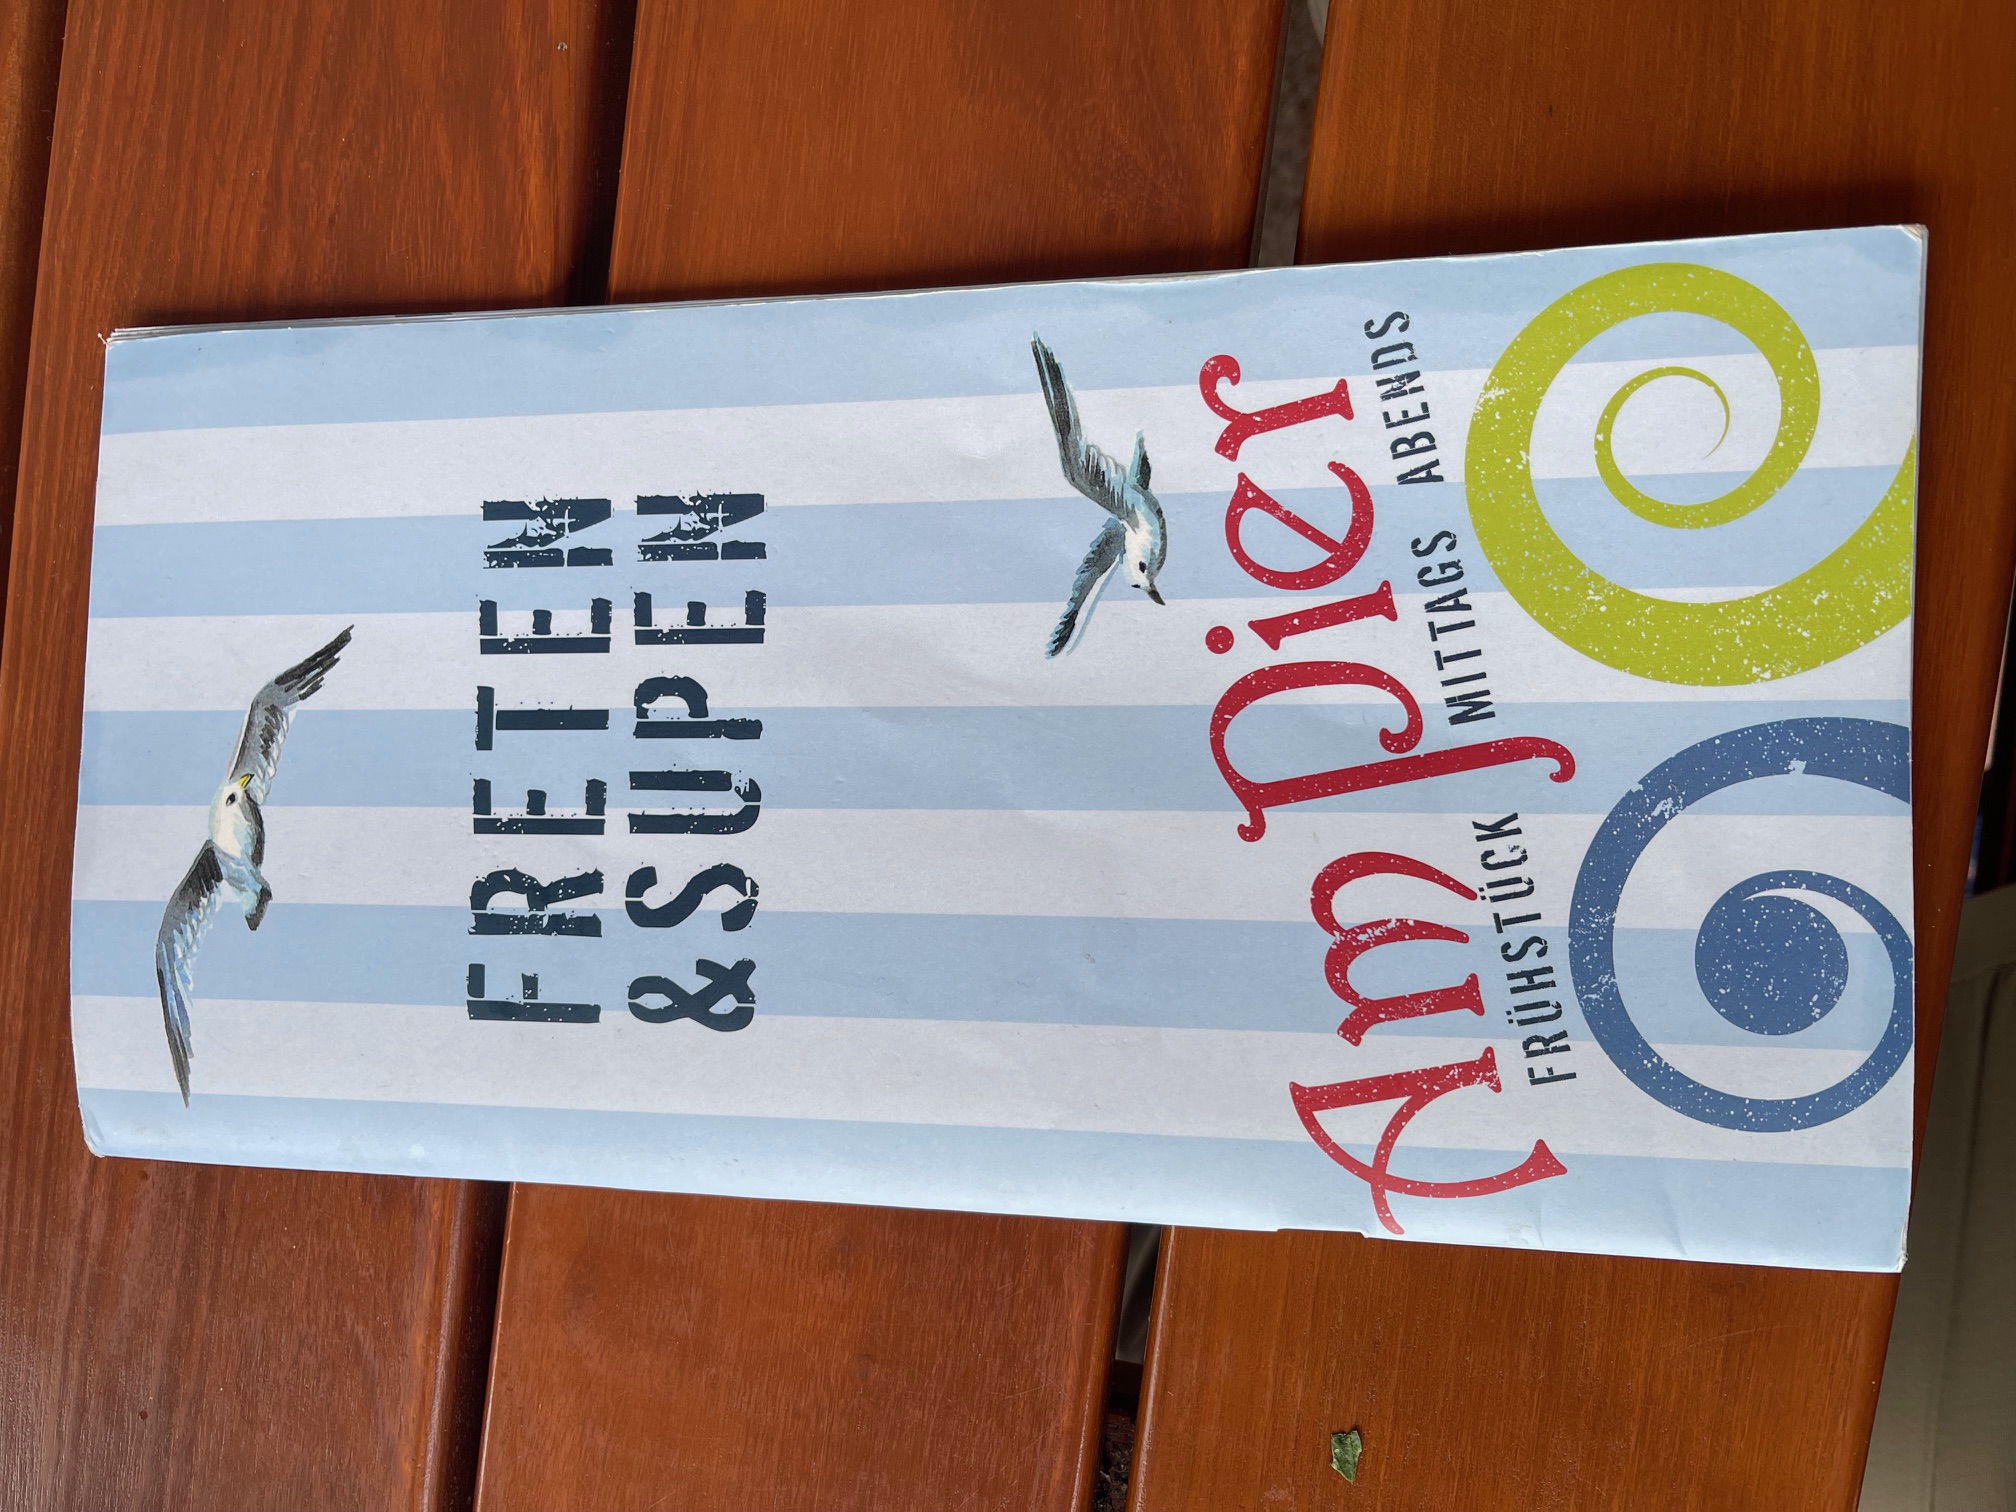 FRETEN
& SUPEN
Am Pier
FRÜHSTÜCK MITTAGS ABENDS